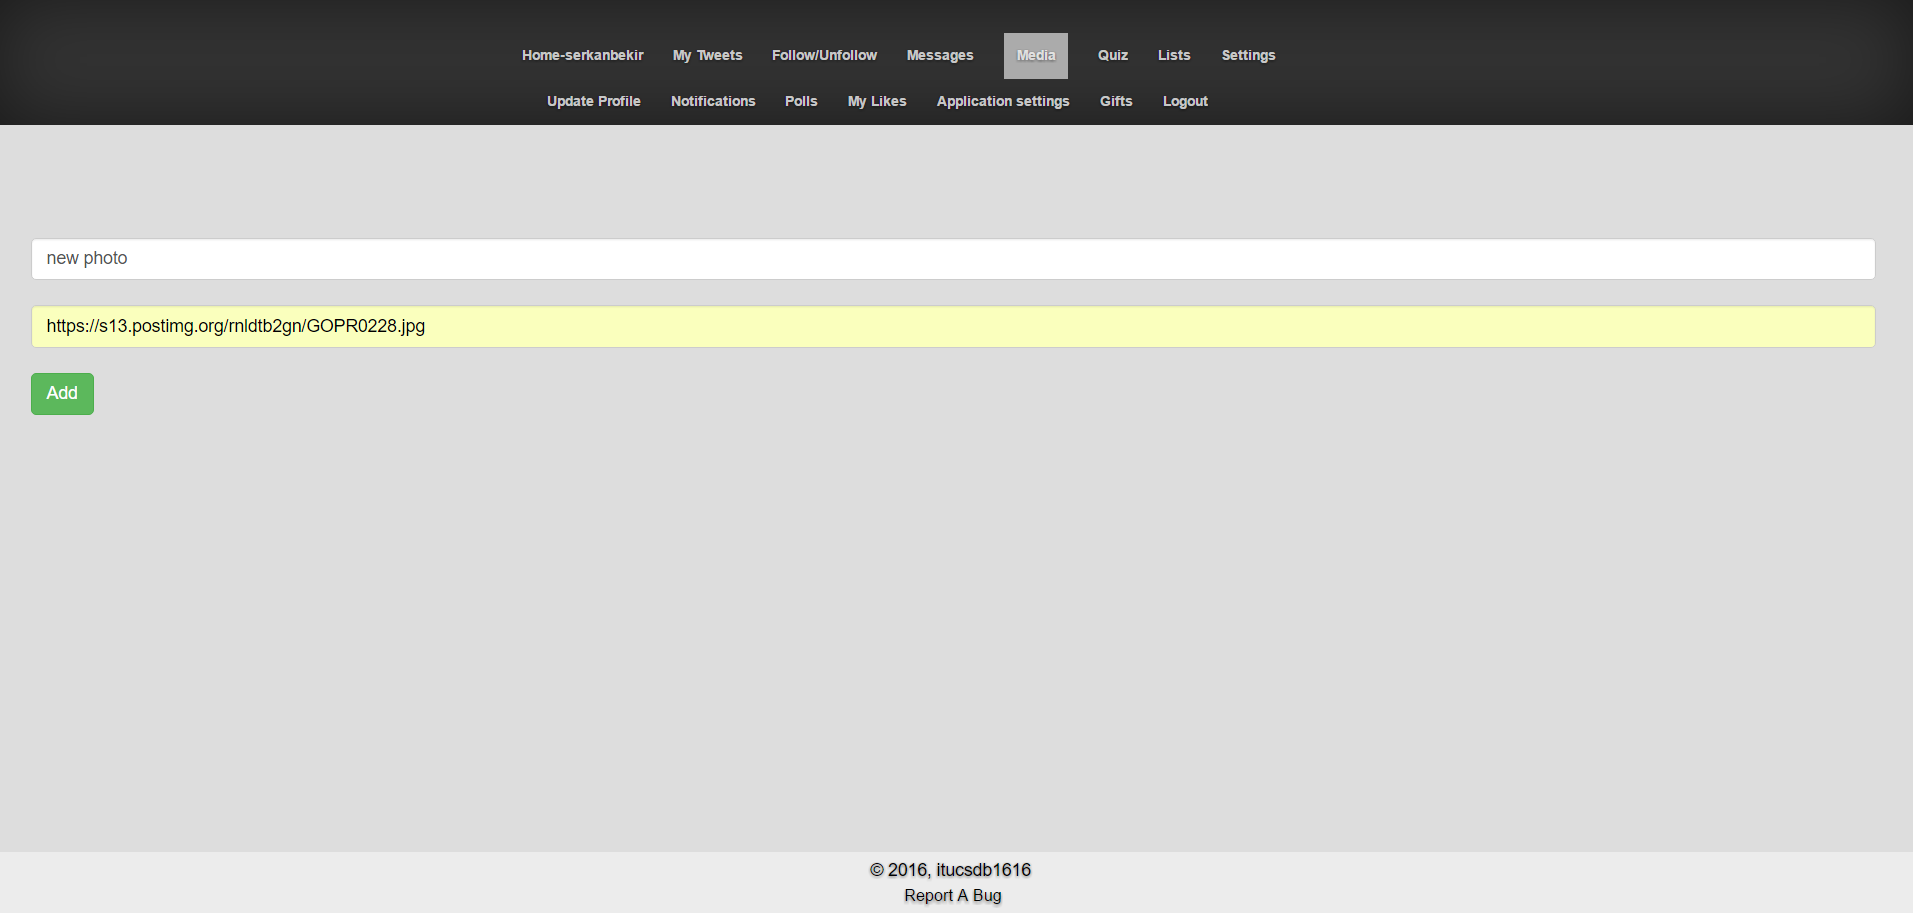 Home-serkanbekir My Tweets Follow/Unfollow Messages Media Quiz Lists Settings
Update Profile Notifications Polls My Likes Application settings Gifts Logout
new photo
https://s13.postimg.org/rnldtb2gn/GOPR0228.jpg
Add
© 2016, itucsdb1616
Report A Bug